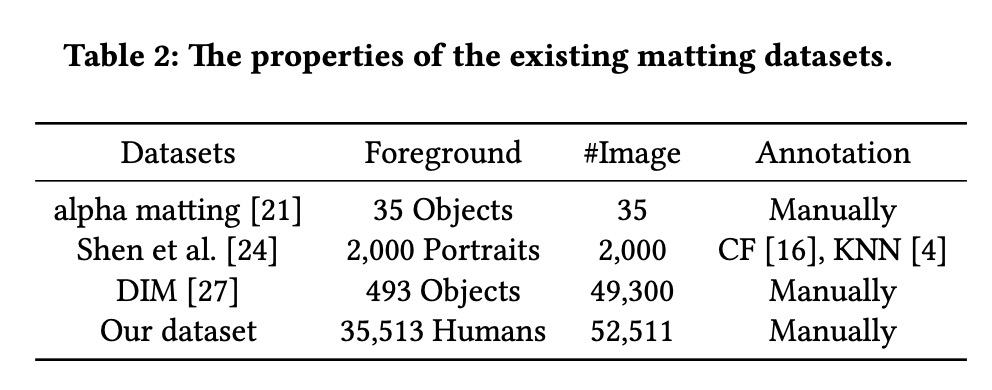 Table 2: The properties of the existing matting datasets.
Datasets Foreground #Image Annotation
alpha matting [21] 35 Objects 35 Manually
Shen et al. [24] 2,000 Portraits 2,000 CF [16], KNN [4]
DIM [27] 493 Objects 49,300 Manually
Our dataset 35,513 Humans 52,511 Manually